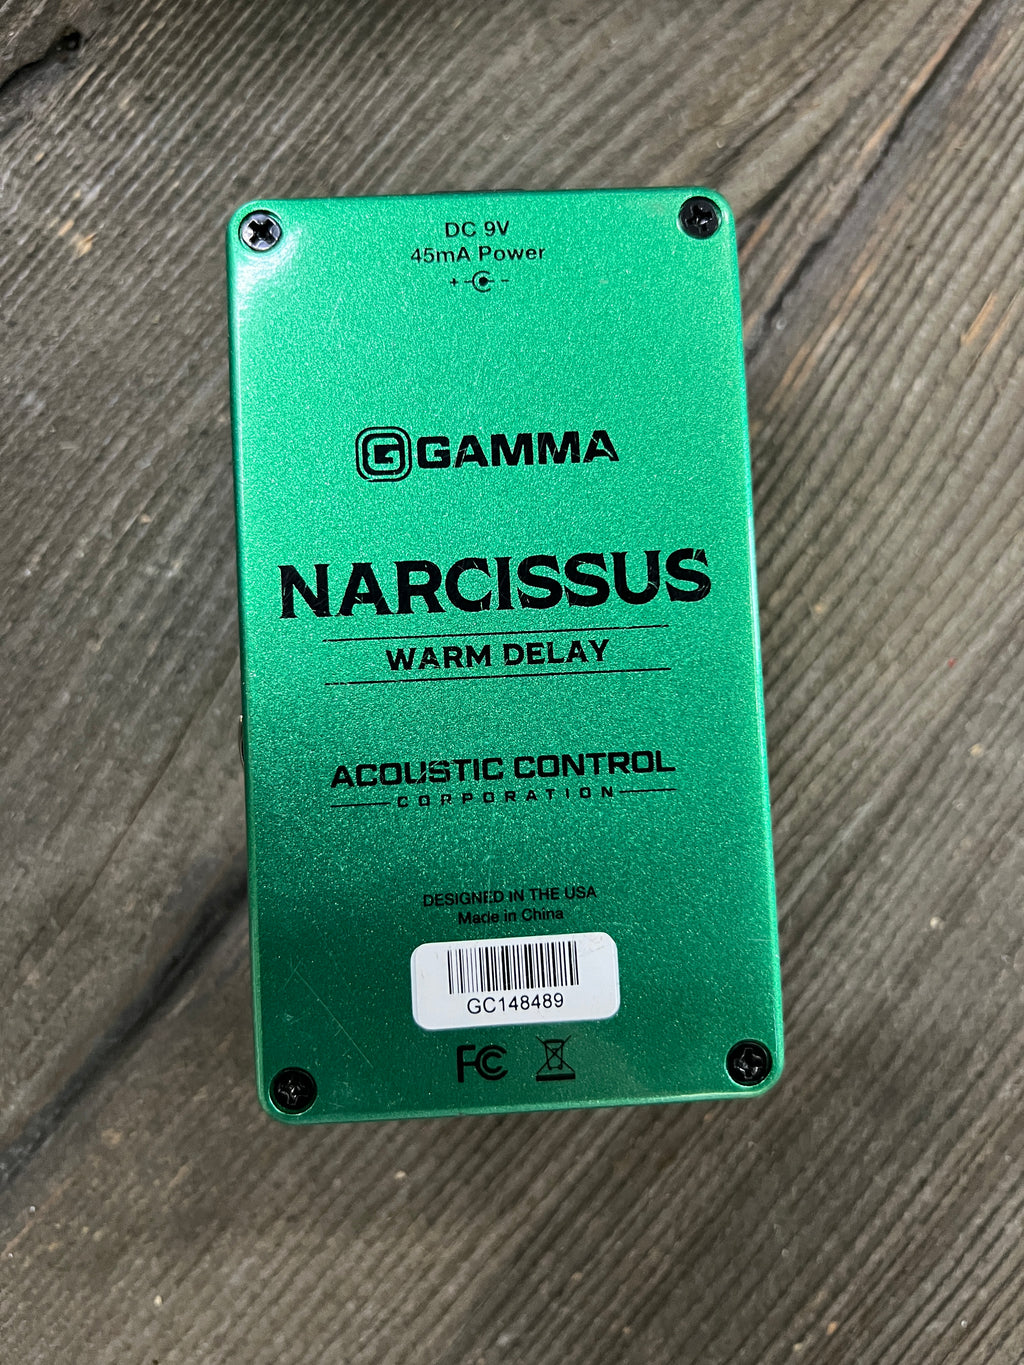 DC 9V
45mA Power
+ -
G GAMMA
NARCISSUS
WARM DELAY
ACOUSTIC CONTROL
CORPORATION
DESIGNED IN THE USA
Made in China
GC148489
FC